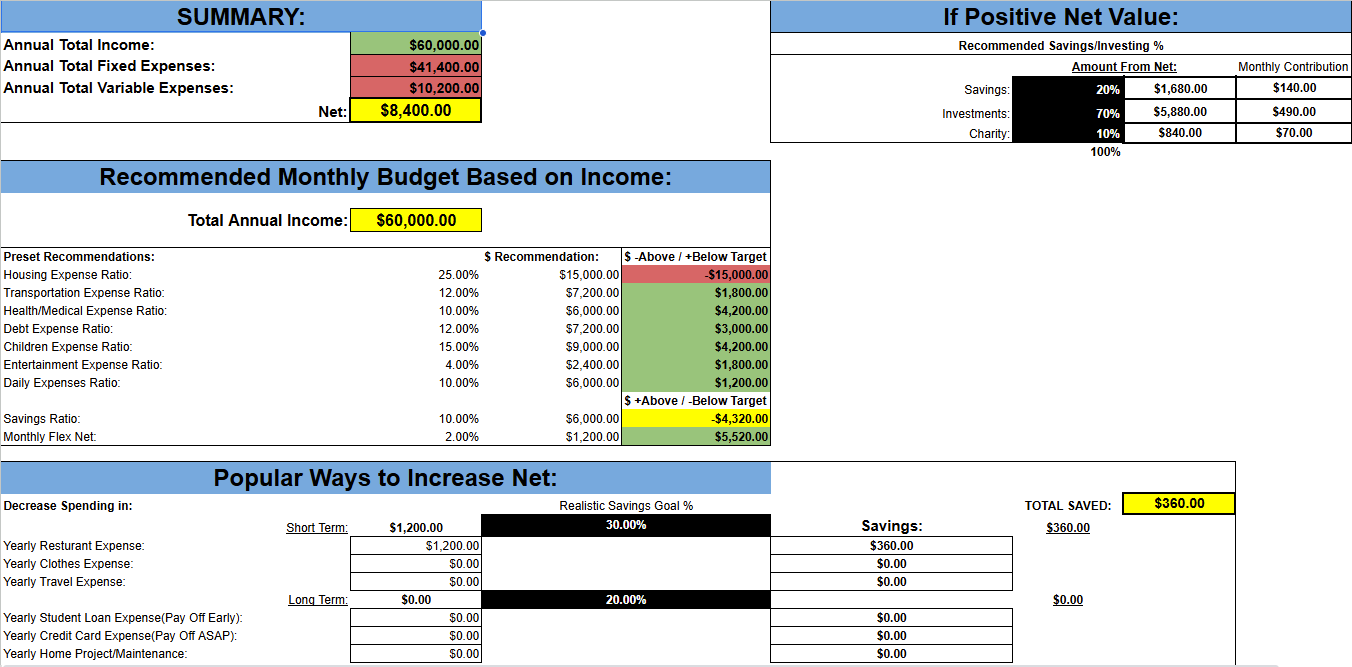 SUMMARY:
Annual Total Income: $60,000.00
Annual Total Fixed Expenses: $41,400.00
Annual Total Variable Expenses: $10,200.00
Net: $8,400.00
If Positive Net Value:
Recommended Savings/Investing %
Amount From Net: Monthly Contribution
Savings: 20% $1,680.00 $140.00
Investments: 70% $5,880.00 $490.00
Charity: 10% $840.00 $70.00
100%
Recommended Monthly Budget Based on Income:
Total Annual Income: $60,000.00
Preset Recommendations: $ Recommendation: $ -Above / +Below Target
Housing Expense Ratio: 25.00% $15,000.00 -$15,000.00
Transportation Expense Ratio: 12.00% $7,200.00 $1,800.00
Health/Medical Expense Ratio: 10.00% $6,000.00 $4,200.00
Debt Expense Ratio: 12.00% $7,200.00 $3,000.00
Children Expense Ratio: 15.00% $9,000.00 $4,200.00
Entertainment Expense Ratio: 4.00% $2,400.00 $1,800.00
Daily Expenses Ratio: 10.00% $6,000.00 $1,200.00
$ +Above / -Below Target
Savings Ratio: 10.00% $6,000.00 -$4,320.00
Monthly Flex Net: 2.00% $1,200.00 $5,520.00
Popular Ways to Increase Net:
Decrease Spending in: Realistic Savings Goal % TOTAL SAVED: $360.00
Short Term: $1,200.00 30.00% Savings: $360.00
Yearly Resturant Expense: $1,200.00 $360.00
Yearly Clothes Expense: $0.00 $0.00
Yearly Travel Expense: $0.00 $0.00
Long Term: $0.00 20.00% $0.00
Yearly Student Loan Expense(Pay Off Early): $0.00 $0.00
Yearly Credit Card Expense(Pay Off ASAP): $0.00 $0.00
Yearly Home Project/Maintenance: $0.00 $0.00